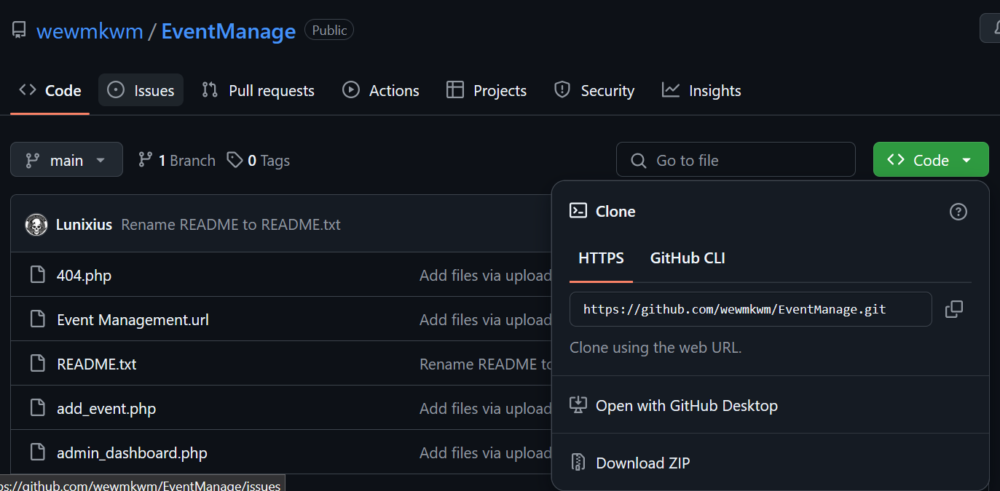 wewmkwm / EventManage Public
Code Issues Pull requests Actions Projects Security Insights
main 1 Branch 0 Tags Go to file Code
Lunixius Rename README to README.txt
404.php Add files via upload
Event Management.url Add files via upload
README.txt Rename README to
add_event.php Add files via upload
admin_dashboard.php Add files via upload
Clone
HTTPS GitHub CLI
https://github.com/wewmkwm/EventManage.git
Clone using the web URL.
Open with GitHub Desktop
Download ZIP
ps://github.com/wewmkwm/EventManage/issues